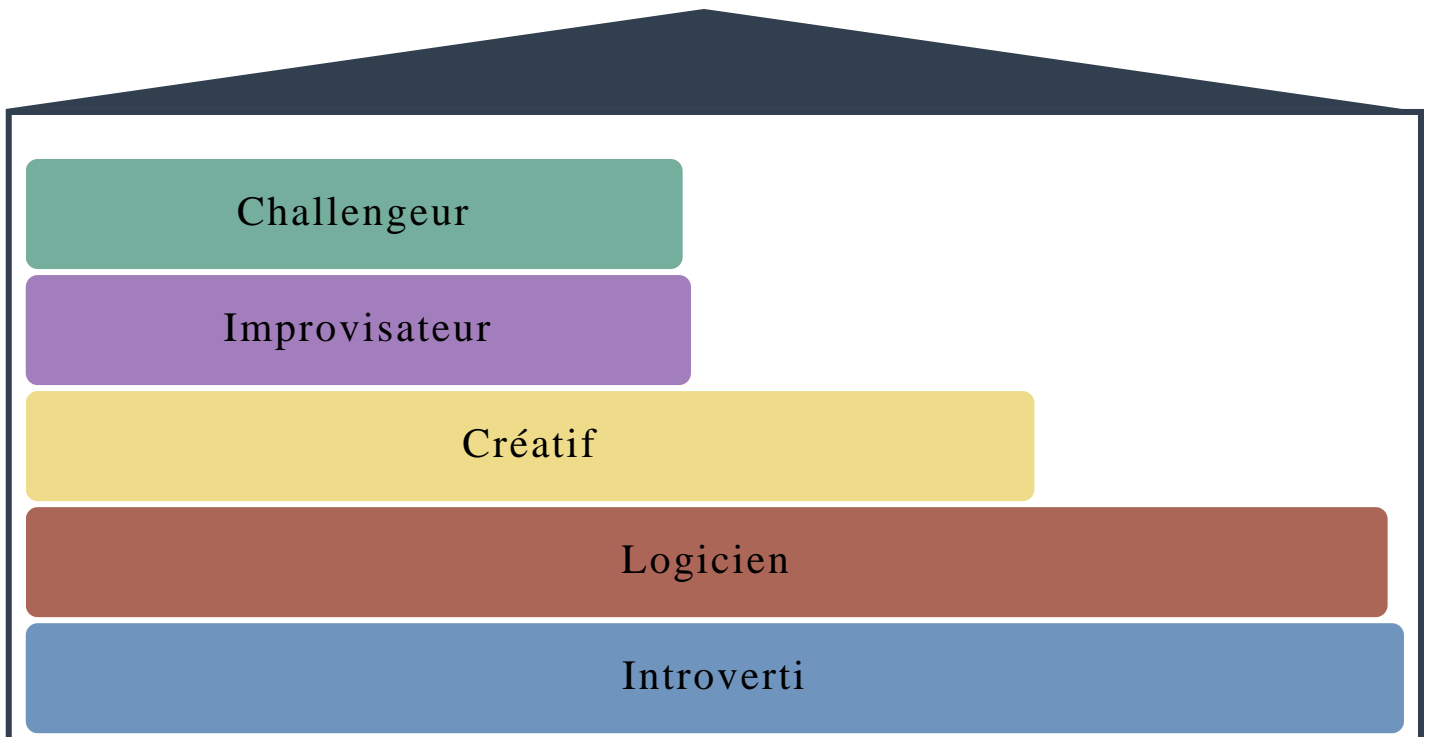 Challengeur
Improvisateur
Créatif
Logicien
Introverti